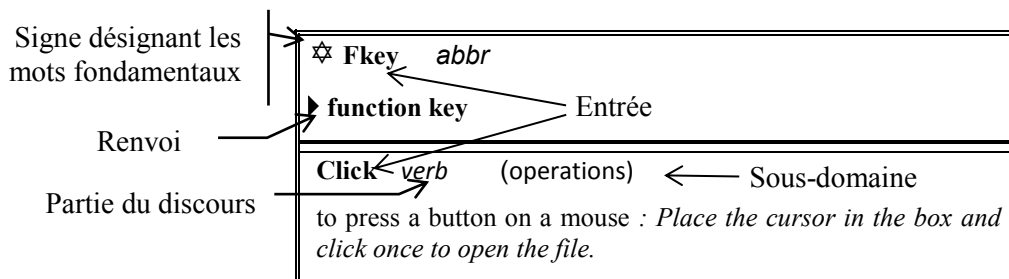 Signe désignant les
mots fondamentaux
✡ Fkey abbr
function key
Entrée
Renvoi
Click verb (operations)
Sous-domaine
Partie du discours
to press a button on a mouse : Place the cursor in the box and
click once to open the file.